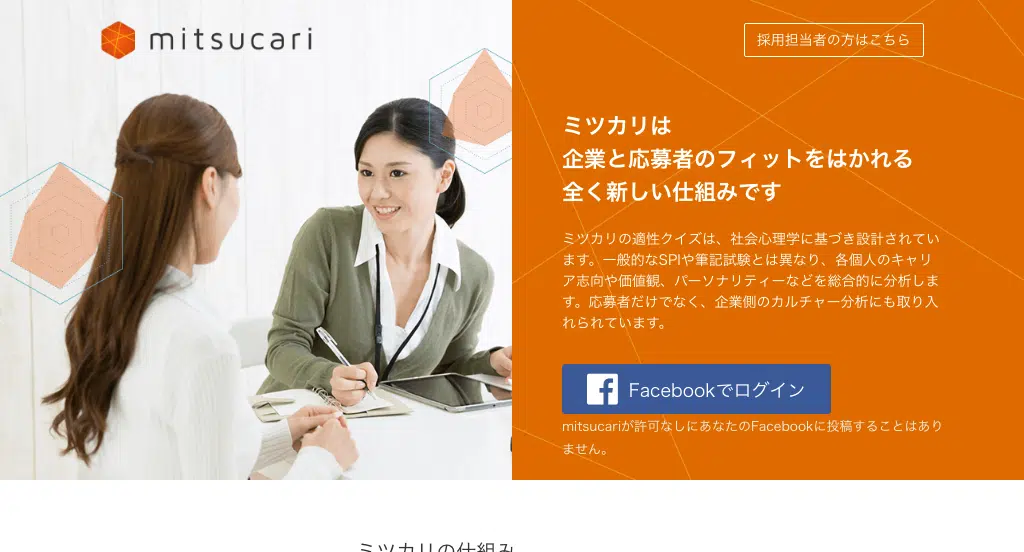 mitsucari
採用担当者の方はこちら
ミツカリは
企業と応募者のフィットをはかれる
全く新しい仕組みです
ミツカリの適性クイズは、社会心理学に基づき設計されてい
ます。一般的なSPIや筆記試験とは異なり、各個人のキャリ
ア志向や価値観、パーソナリティーなどを総合的に分析しま
す。応募者だけでなく、企業側のカルチャー分析にも取り入
れられています。
Facebookでログイン
mitsucariが許可なしにあなたのFacebookに投稿することはあり
ません。
ミツカリの仕組み